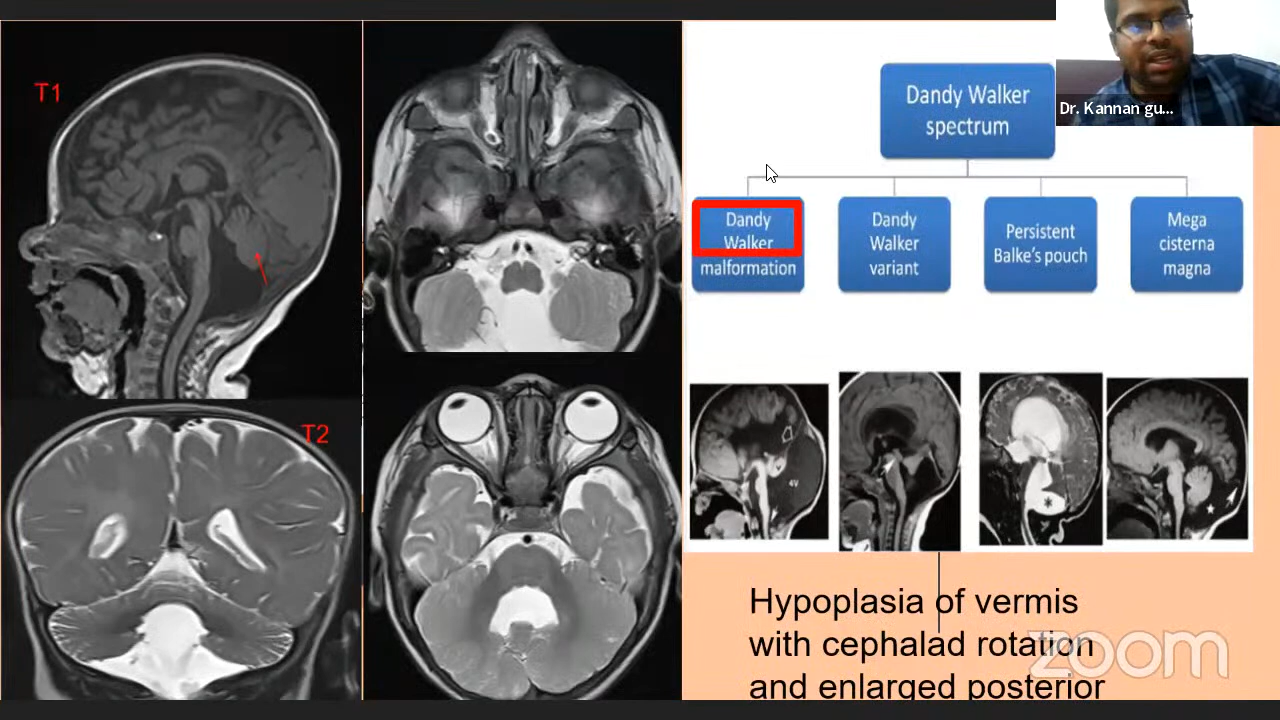 T1
T2
Dandy Walker
spectrum
Dr. Kannan gu...
Dandy
Walker
malformation
Dandy
Walker
variant
Persistent
Balke's pouch
Mega
cisterna
magna
4V
*
Hypoplasia of vermis
with cephalad rotation
and enlarged posterior
zoom